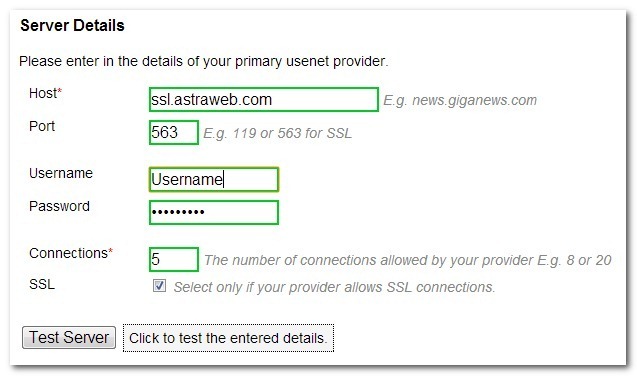 Server Details
Please enter in the details of your primary usenet provider.
Host* ssl.astraweb.com E.g. news.giganews.com
Port 563 E.g. 119 or 563 for SSL
Username Username
Password •••••••••
Connections* 5 The number of connections allowed by your provider E.g. 8 or 20
SSL Select only if your provider allows SSL connections.
Test Server Click to test the entered details.